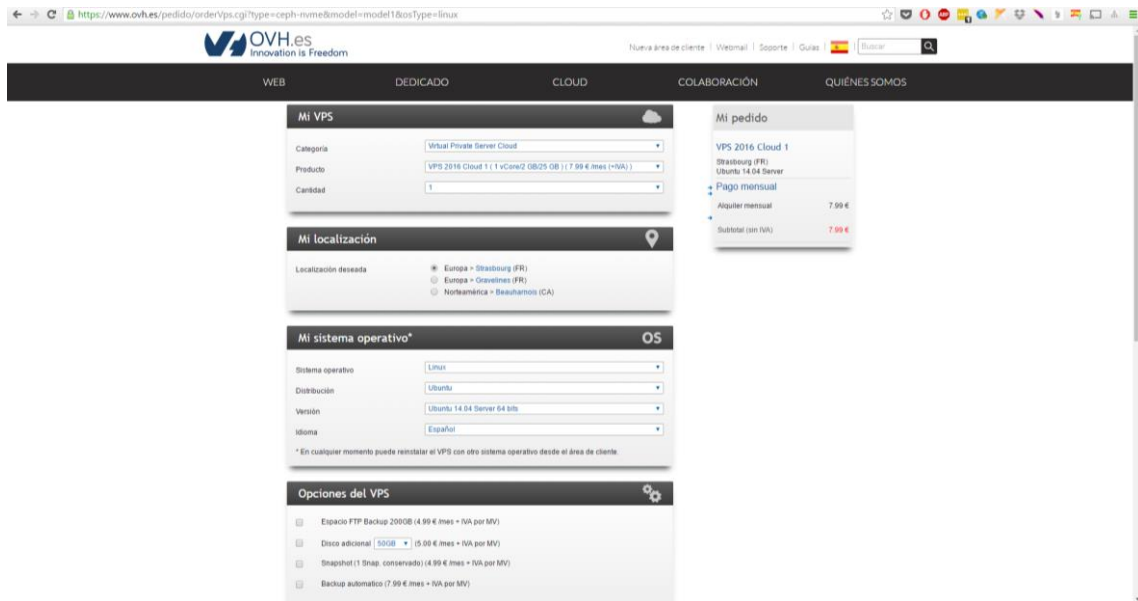 https://www.ovh.es/pedido/orderVps.cgi?type=ceph-nvme&model=model1&osType=linux
OVH.es
Innovation is Freedom
Nueva área de cliente | Webmail | Soporte | Guías |
Buscar
WEB DEDICADO CLOUD COLABORACIÓN QUIÉNES SOMOS
Mi VPS
Categoría Virtual Private Server Cloud
Producto VPS 2016 Cloud 1 ( 1 vCore/2 GB/25 GB ) ( 7.99 € /mes (+IVA) )
Cantidad 1
Mi localización
Localización deseada Europa > Strasbourg (FR)
Europa > Gravelines (FR)
Norteamérica > Beauharnois (CA)
Mi sistema operativo* OS
Sistema operativo Linux
Distribución Ubuntu
Versión Ubuntu 14.04 Server 64 bits
Idioma Español
* En cualquier momento puede reinstalar el VPS con otro sistema operativo desde el área de cliente.
Opciones del VPS
Espacio FTP Backup 200GB (4.99 € /mes + IVA por MV)
Disco adicional 50GB (5.00 € /mes + IVA por MV)
Snapshot (1 Snap. conservado) (4.99 € /mes + IVA por MV)
Backup automatico (7.99 € /mes + IVA por MV)
Mi pedido
VPS 2016 Cloud 1
Strasbourg (FR)
Ubuntu 14.04 Server
Pago mensual
Alquiler mensual 7.99 €
Subtotal (sin IVA) 7.99 €